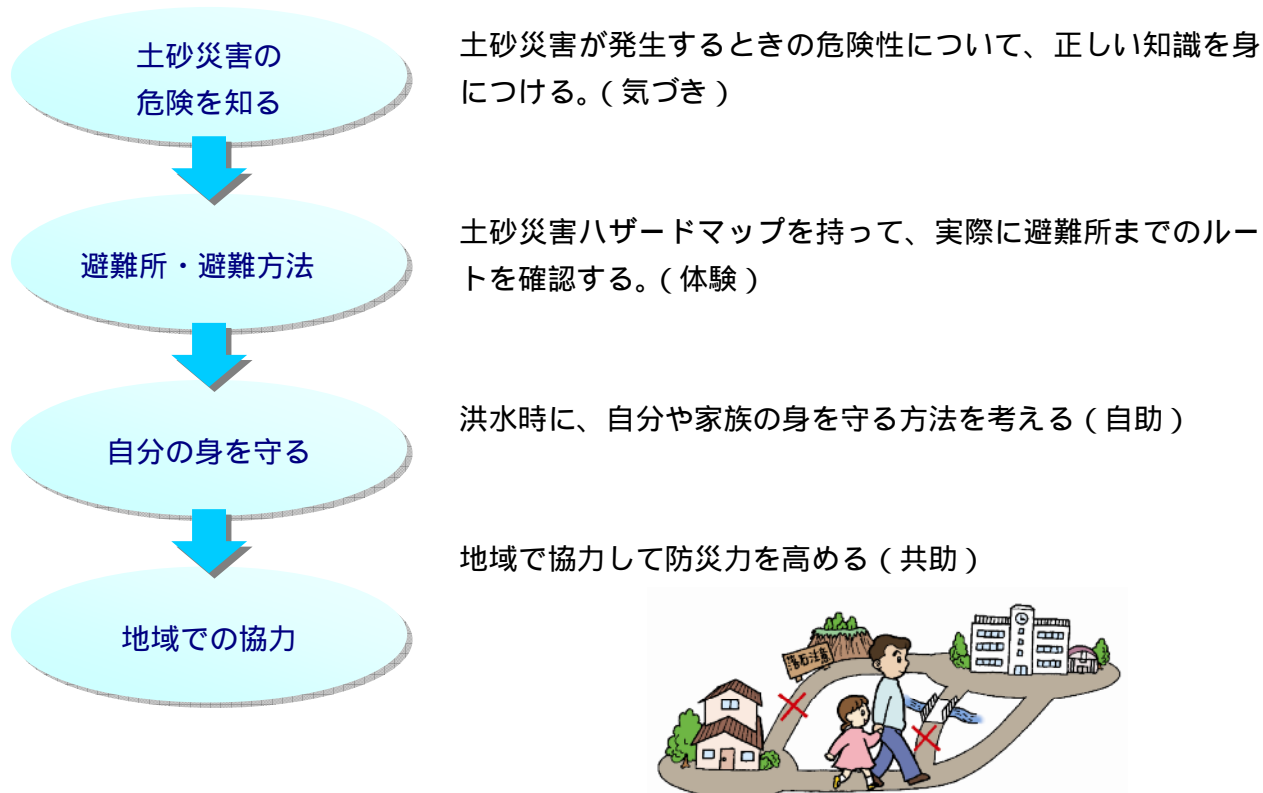 土砂災害の
危険を知る
土砂災害が発生するときの危険性について、正しい知識を身
につける。(気づき)
避難所・避難方法
土砂災害ハザードマップを持って、実際に避難所までのルー
トを確認する。(体験)
自分の身を守る
洪水時に、自分や家族の身を守る方法を考える(自助)
地域での協力
地域で協力して防災力を高める(共助)
落石注意